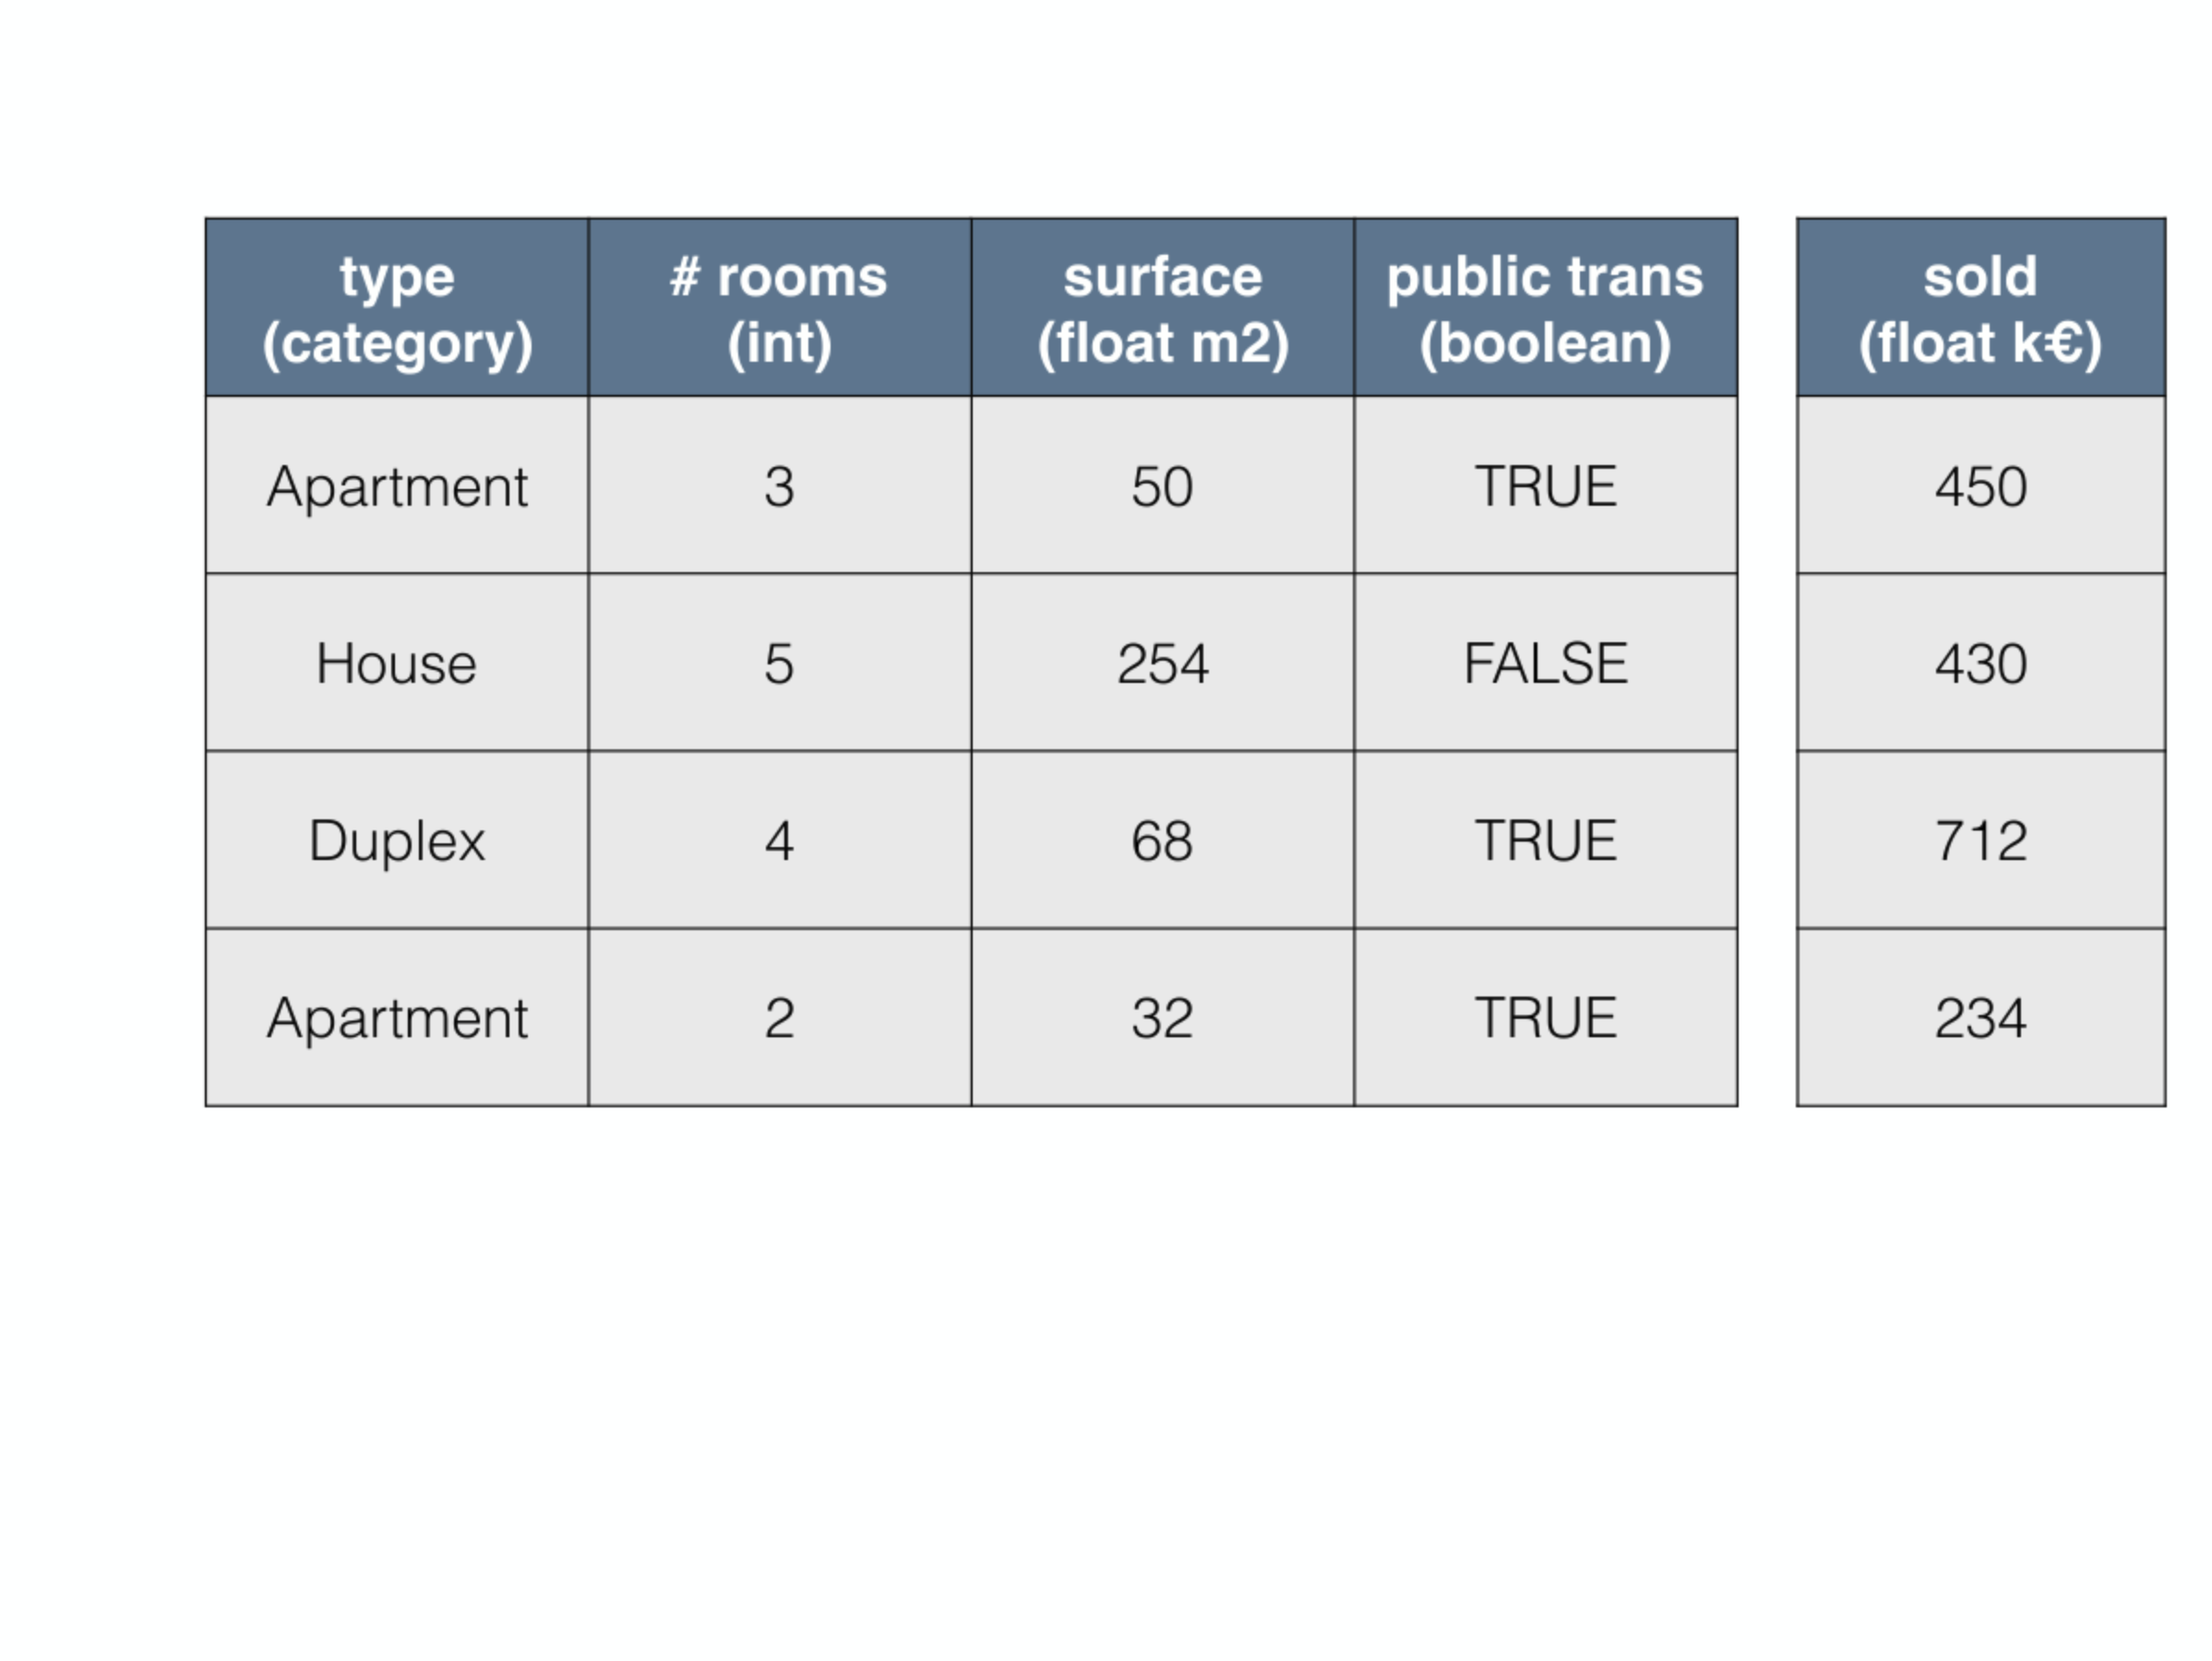 type # rooms surface public trans sold
(category) (int) (float m2) (boolean) (float k€)
Apartment 3 50 TRUE 450
House 5 254 FALSE 430
Duplex 4 68 TRUE 712
Apartment 2 32 TRUE 234